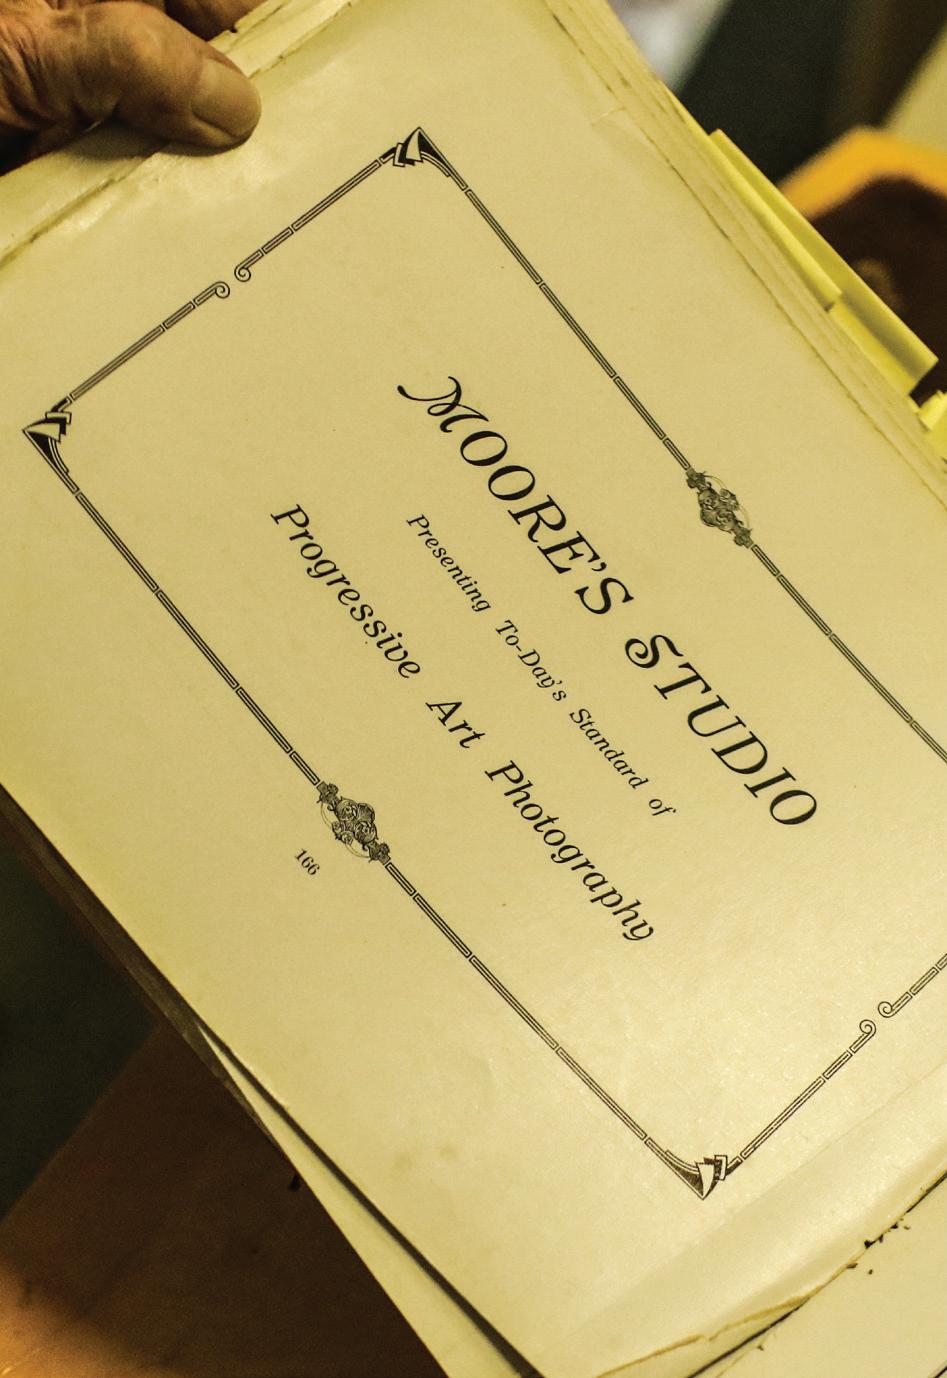 MOORE'S STUDIO
Presenting To-Day's Standard of
Progressive Art Photography
166